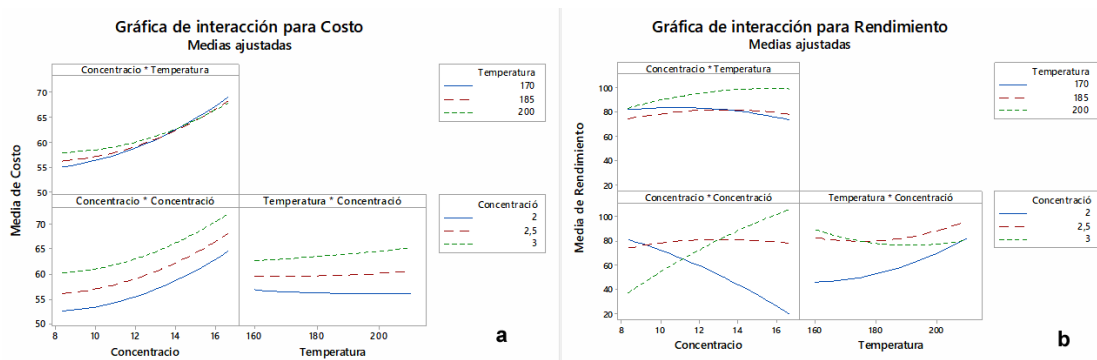 Gráfica de interacción para Costo
Medias ajustadas
Concentracio * Temperatura
70
65
60
55
50
Temperatura
170
185
200
Media de Costo
Concentracio * Concentració
Temperatura * Concentració
70
65
60
55
50
Concentració
2
2,5
3
8 10 12 14 16
160 180 200
Concentracio
Temperatura
a
Gráfica de interacción para Rendimiento
Medias ajustadas
Concentracio * Temperatura
100
80
60
40
20
Temperatura
170
185
200
Media de Rendimiento
Concentracio * Concentració
Temperatura * Concentració
100
80
60
40
20
Concentració
2
2,5
3
8 10 12 14 16
160 180 200
Concentracio
Temperatura
b